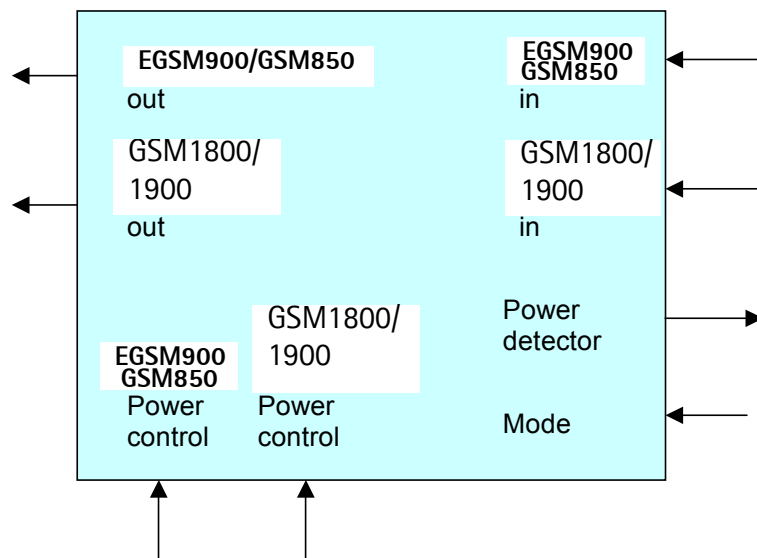 EGSM900/GSM850
out
EGSM900
GSM850
in
GSM1800/
1900
out
GSM1800/
1900
in
EGSM900
GSM850
Power
control
GSM1800/
1900
Power
control
Power
detector
Mode